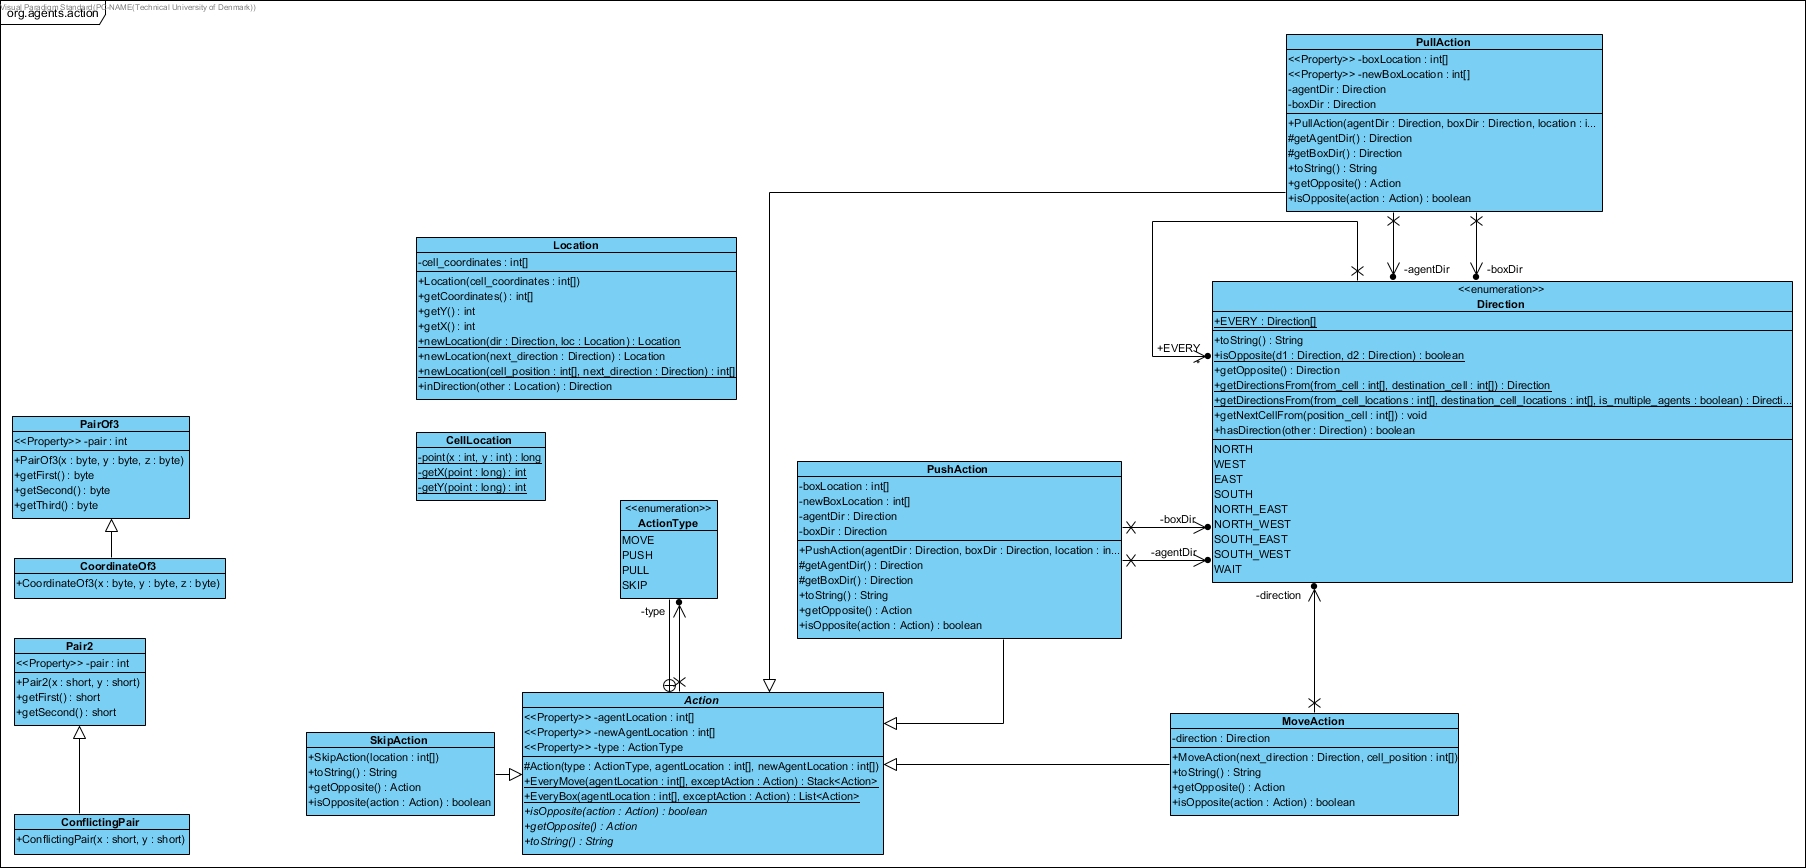 Visual Paradigm Standard(PC-NAME(Technical University of Denmark))
org.agents.action
PullAction
<<Property>> -boxLocation : int[]
<<Property>> -newBoxLocation : int[]
-agentDir : Direction
-boxDir : Direction
+PullAction(agentDir : Direction, boxDir : Direction, location : i...
#getAgentDir() : Direction
#getBoxDir() : Direction
+toString() : String
+getOpposite() : Action
+isOpposite(action : Action) : boolean
-agentDir
-boxDir
Location
-cell_coordinates : int[]
+Location(cell_coordinates : int[])
+getCoordinates() : int[]
+getY() : int
+getX() : int
+newLocation(dir : Direction, loc : Location) : Location
+newLocation(next_direction : Direction) : Location
+newLocation(cell_position : int[], next_direction : Direction) : int[]
+inDirection(other : Location) : Direction
<<enumeration>>
Direction
+EVERY : Direction[]
+toString() : String
+isOpposite(d1 : Direction, d2 : Direction) : boolean
+getOpposite() : Direction
+getDirectionsFrom(from_cell : int[], destination_cell : int[]) : Direction
+getDirectionsFrom(from_cell_locations : int[], destination_cell_locations : int[], is_multiple_agents : boolean) : Directi...
+getNextCellFrom(position_cell : int[]) : void
+hasDirection(other : Direction) : boolean
NORTH
WEST
EAST
SOUTH
NORTH_EAST
NORTH_WEST
SOUTH_EAST
SOUTH_WEST
WAIT
+EVERY
*
PairOf3
<<Property>> -pair : int
+PairOf3(x : byte, y : byte, z : byte)
+getFirst() : byte
+getSecond() : byte
+getThird() : byte
CellLocation
-point(x : int, y : int) : long
-getX(point : long) : int
-getY(point : long) : int
PushAction
-boxLocation : int[]
-newBoxLocation : int[]
-agentDir : Direction
-boxDir : Direction
+PushAction(agentDir : Direction, boxDir : Direction, location : in...
#getAgentDir() : Direction
#getBoxDir() : Direction
+toString() : String
+getOpposite() : Action
+isOpposite(action : Action) : boolean
-boxDir
-agentDir
<<enumeration>>
ActionType
MOVE
PUSH
PULL
SKIP
-type
CoordinateOf3
+CoordinateOf3(x : byte, y : byte, z : byte)
-direction
Pair2
<<Property>> -pair : int
+Pair2(x : short, y : short)
+getFirst() : short
+getSecond() : short
Action
<<Property>> -agentLocation : int[]
<<Property>> -newAgentLocation : int[]
<<Property>> -type : ActionType
#Action(type : ActionType, agentLocation : int[], newAgentLocation : int[])
+EveryMove(agentLocation : int[], exceptAction : Action) : Stack<Action>
+EveryBox(agentLocation : int[], exceptAction : Action) : List<Action>
+isOpposite(action : Action) : boolean
+getOpposite() : Action
+toString() : String
SkipAction
+SkipAction(location : int[])
+toString() : String
+getOpposite() : Action
+isOpposite(action : Action) : boolean
MoveAction
-direction : Direction
+MoveAction(next_direction : Direction, cell_position : int[])
+toString() : String
+getOpposite() : Action
+isOpposite(action : Action) : boolean
ConflictingPair
+ConflictingPair(x : short, y : short)